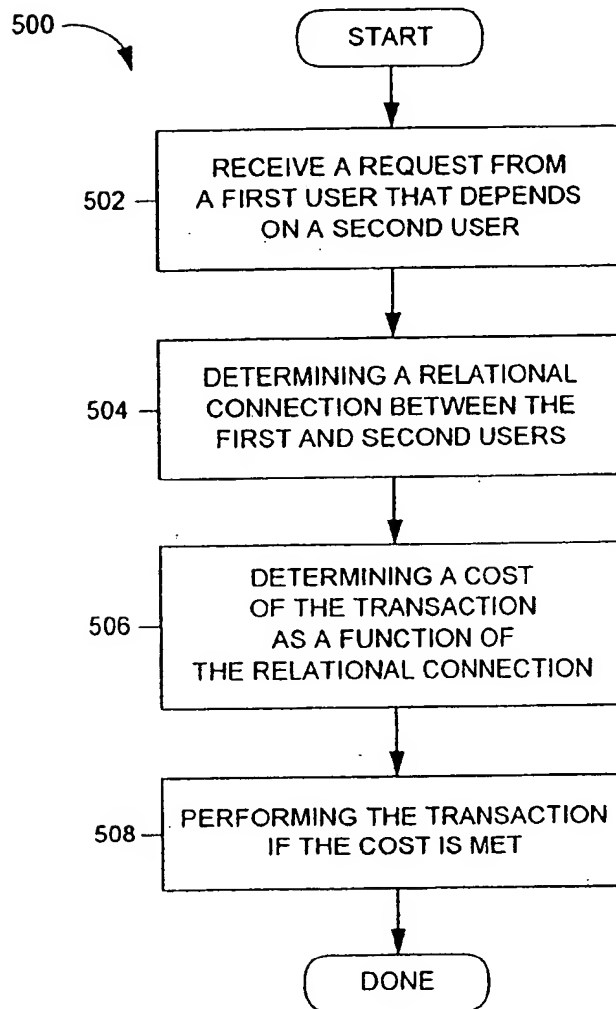 500
START
502
RECEIVE A REQUEST FROM
A FIRST USER THAT DEPENDS
ON A SECOND USER
504
DETERMINING A RELATIONAL
CONNECTION BETWEEN THE
FIRST AND SECOND USERS
506
DETERMINING A COST
OF THE TRANSACTION
AS A FUNCTION OF
THE RELATIONAL CONNECTION
508
PERFORMING THE TRANSACTION
IF THE COST IS MET
DONE